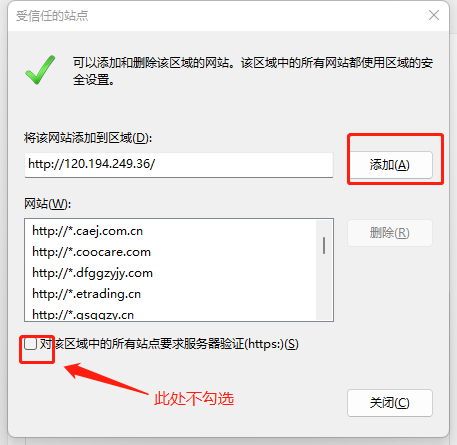 受信任的站点
可以添加和删除该区域的网站。该区域中的所有网站都使用区域的安
全设置。
将该网站添加到区域(D):
http://120.194.249.36/
添加(A)
网站(W):
http://*.caej.com.cn
http://*.coocare.com
http://*.dfggzyjy.com
http://*.etrading.cn
http://*.gsggzy.cn
删除(R)
对该区域中的所有站点要求服务器验证(https:)(S)
此处不勾选
关闭(C)